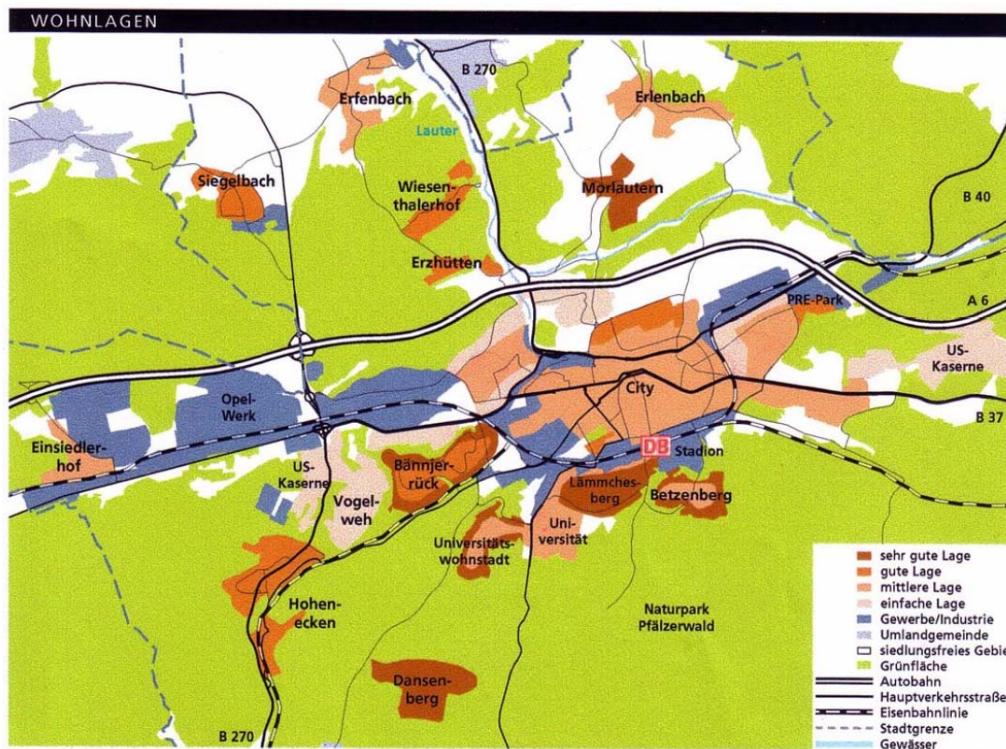 WOHNLAGEN
B 270
Erfenbach
Erlenbach
Lauter
Siegelbach
Wiesen-
thalerhof
Morlautern
B 40
Erzhütten
PRE-Park
A 6
US-
Kaserne
Opel-
Werk
City
B 37
Einsiedler-
hof
DB
Stadion
US-
Kaserne
Bännjer-
rück
Lämmches-
berg
Betzenberg
Vogel-
weh
Uni-
versität
Universitäts-
wohnstadt
Hohen-
ecken
Naturpark
Pfälzerwald
Dansen-
berg
B 270
sehr gute Lage
gute Lage
mittlere Lage
einfache Lage
Gewerbe/Industrie
Umlandgemeinde
siedlungsfreies Gebie
Grünfläche
Autobahn
Hauptverkehrsstraße
Eisenbahnlinie
Stadtgrenze
Gewässer